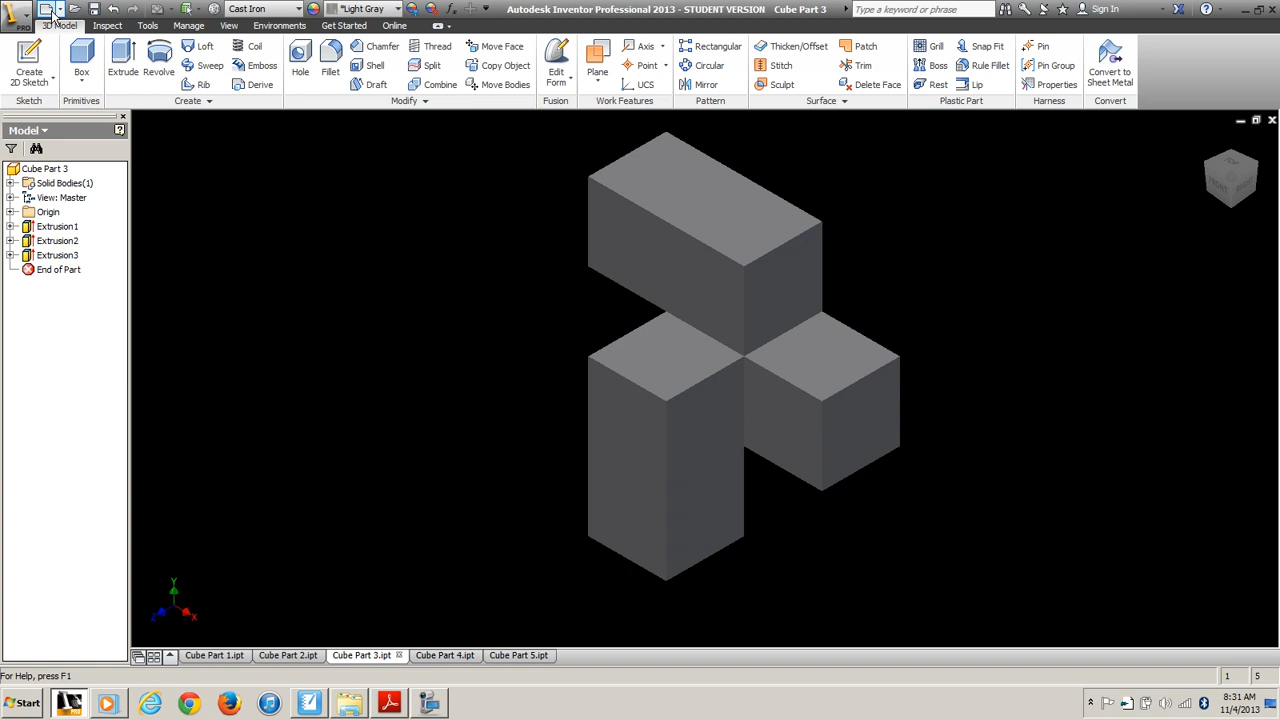 PRO
Cast Iron
*Light Gray
Autodesk Inventor Professional 2013 - STUDENT VERSION Cube Part 3
Type a keyword or phrase
Sign In
3D Model
Inspect
Tools
Manage
View
Environments
Get Started
Online
Create 2D Sketch
Box
Extrude
Revolve
Loft
Sweep
Rib
Coil
Emboss
Derive
Hole
Fillet
Chamfer
Shell
Draft
Thread
Split
Combine
Move Face
Copy Object
Move Bodies
Edit Form
Plane
Axis
Point
UCS
Rectangular
Circular
Mirror
Thicken/Offset
Stitch
Sculpt
Patch
Trim
Delete Face
Grill
Boss
Rest
Snap Fit
Rule Fillet
Lip
Pin
Pin Group
Properties
Convert to Sheet Metal
Sketch
Primitives
Create
Modify
Fusion
Work Features
Pattern
Surface
Plastic Part
Harness
Convert
Model
Cube Part 3
Solid Bodies(1)
View: Master
Origin
Extrusion1
Extrusion2
Extrusion3
End of Part
FRONT
RIGHT
Y
Z
X
Cube Part 1.ipt
Cube Part 2.ipt
Cube Part 3.ipt
Cube Part 4.ipt
Cube Part 5.ipt
For Help, press F1
1
5
Start
PRO
8:31 AM
11/4/2013